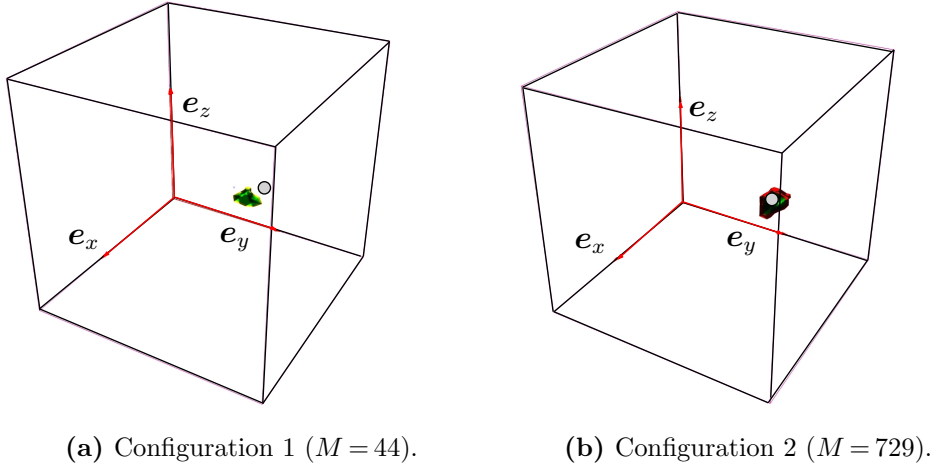 e_z
e_x
e_y
e_z
e_x
e_y
(a) Configuration 1 (M = 44).
(b) Configuration 2 (M = 729).